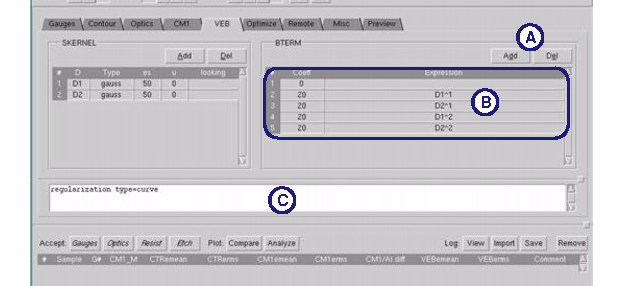 Gauges Contour Optics CM1 VEB Optimize Remote Misc Preview
A
SKERNEL
Add Del
# D Type es u looking
1 D1 gauss 50 0
2 D2 gauss 50 0
BTERM
Add Del
# Coeff Expression
1 0
2 20 D1^1
3 20 D2^1
4 20 D1^2
5 20 D2^2
B
regularization type=curve
C
Accept: Gauges Optics Resist Etch Plot: Compare Analyze Log: View Import Save Remove
# Sample G# CM1_M CTRemean CTRerms CM1emean CM1erms CM1/AI diff VEBemean VEBerms Comment